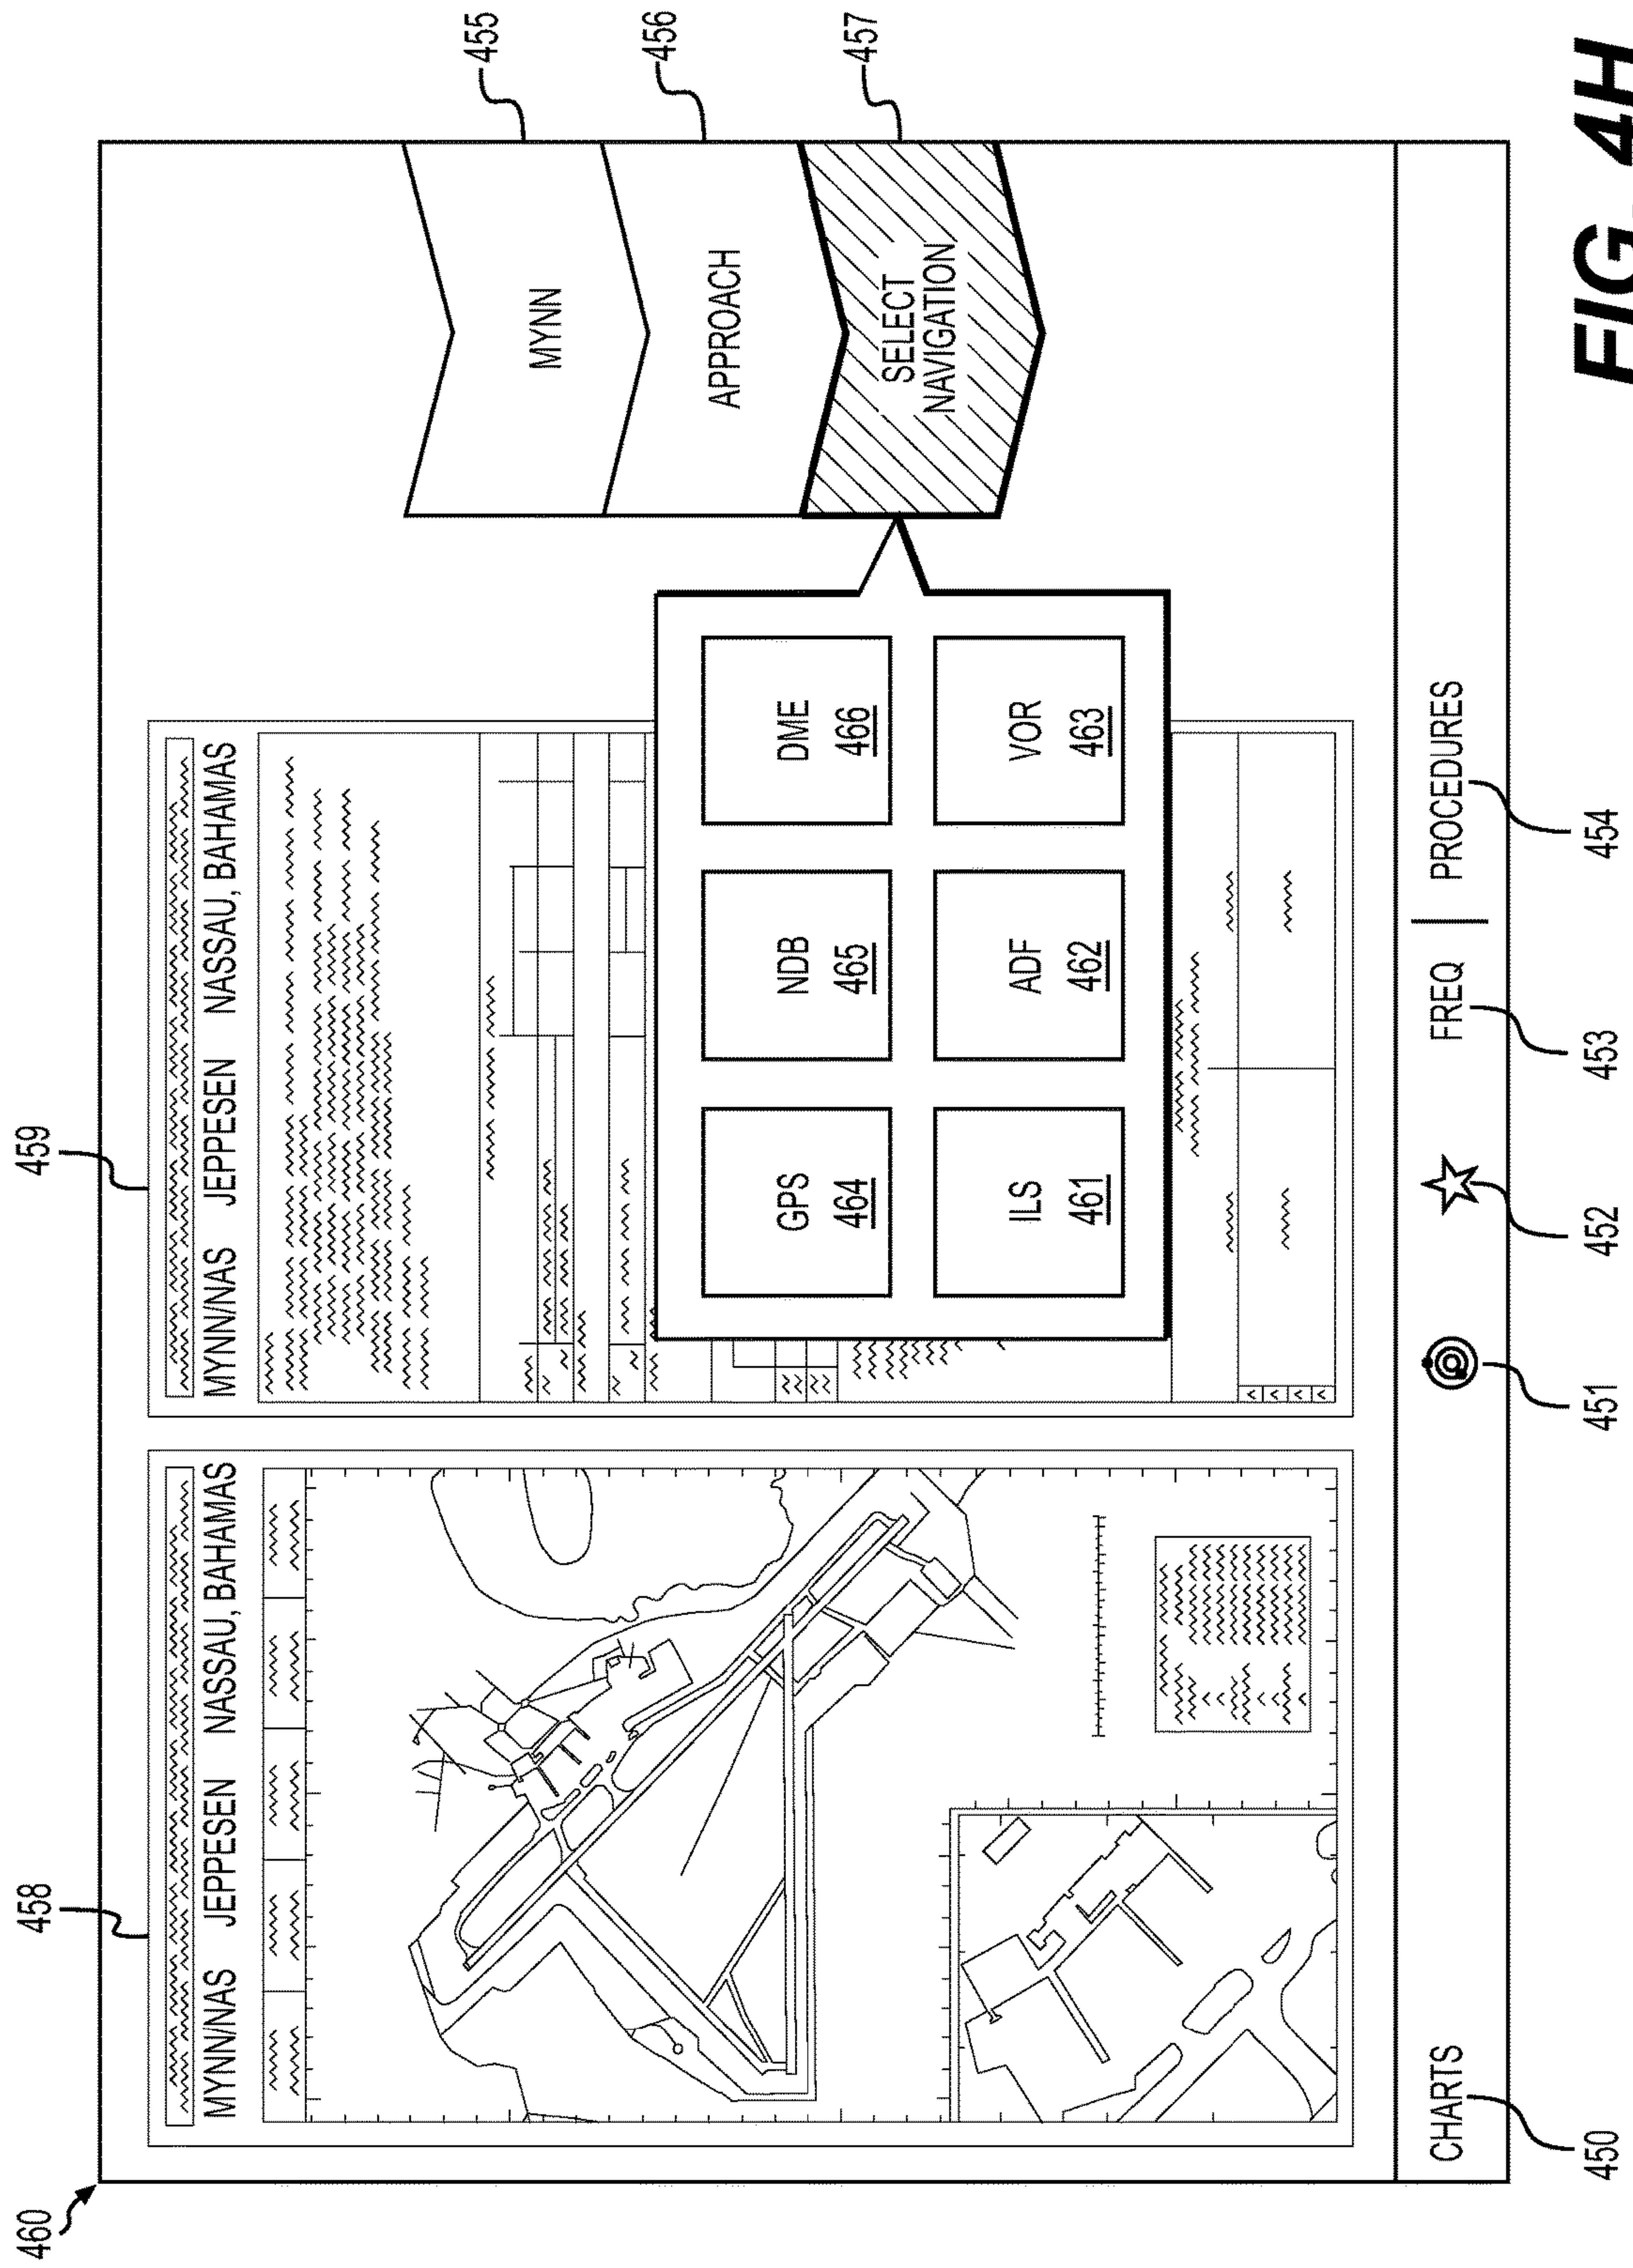 460
458
459
MYNN/NAS JEPPESEN NASSAU, BAHAMAS
MYNN/NAS JEPPESEN NASSAU, BAHAMAS
MYNN
455
APPROACH
456
SELECT
NAVIGATION
457
GPS
464
NDB
465
DME
466
ILS
461
ADF
462
VOR
463
CHARTS
FREQ
PROCEDURES
450
451
452
453
454
FIG. 4H